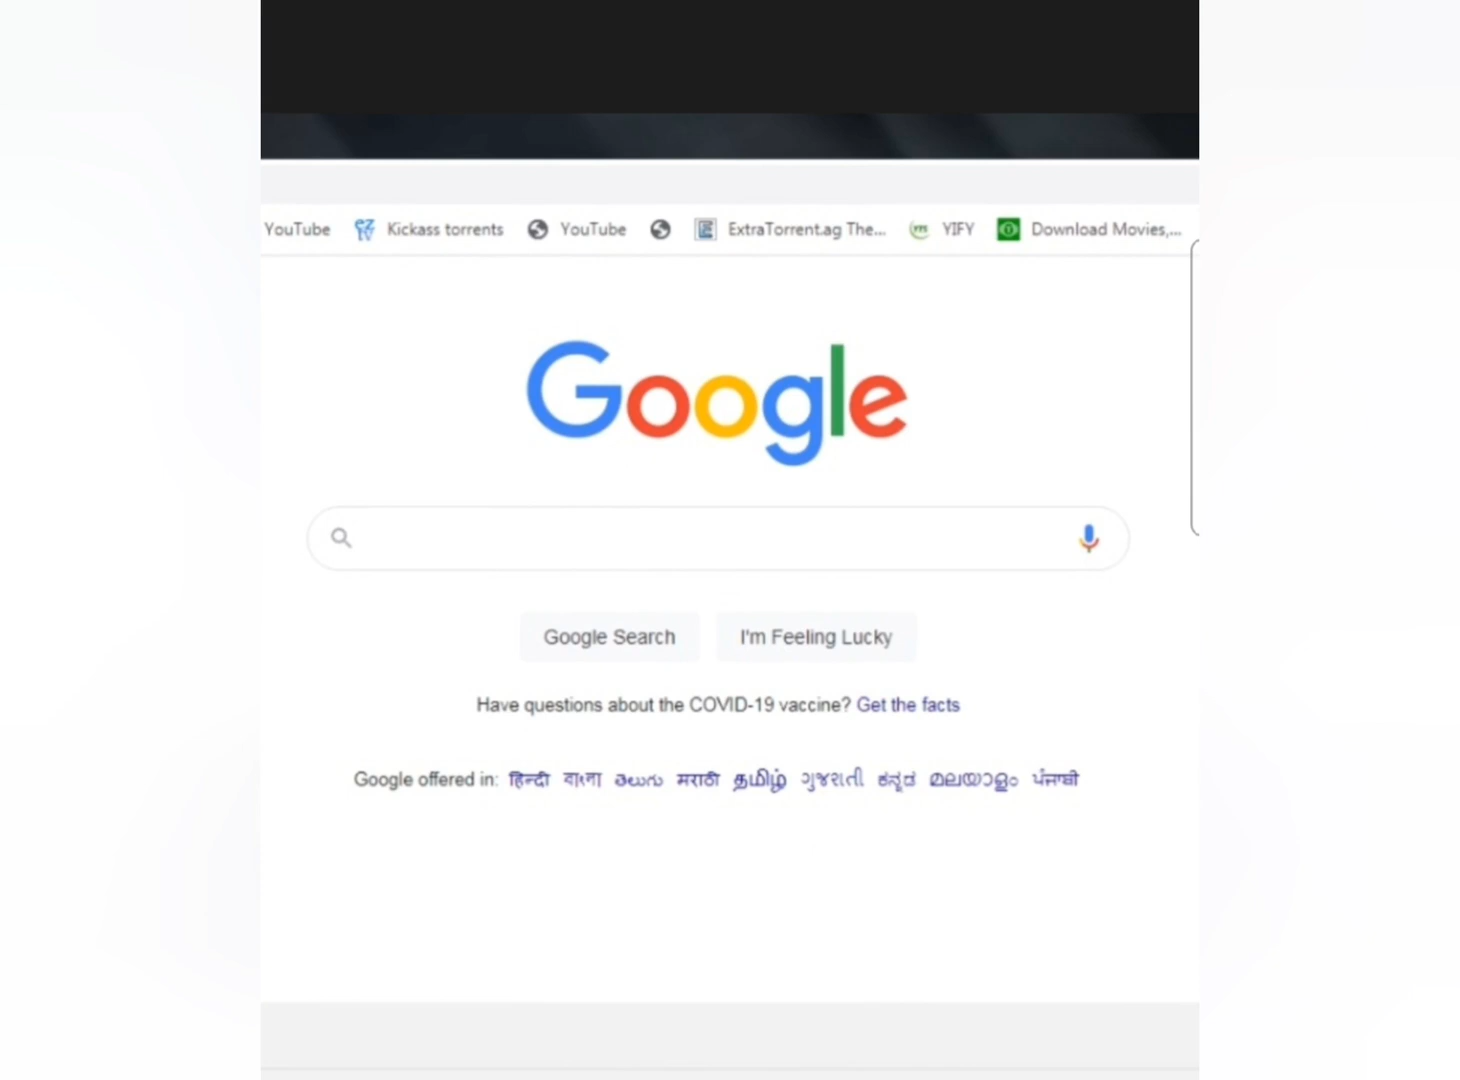 YouTube Kickass torrents YouTube ExtraTorrent.ag The... YIFY Download Movies,...
Google
Google Search I'm Feeling Lucky
Have questions about the COVID-19 vaccine? Get the facts
Google offered in: हिन्दी বাংলা తెలుగు मराठी தமிழ் ગુજરાતી ಕನ್ನಡ മലയാളം ਪੰਜਾਬੀ